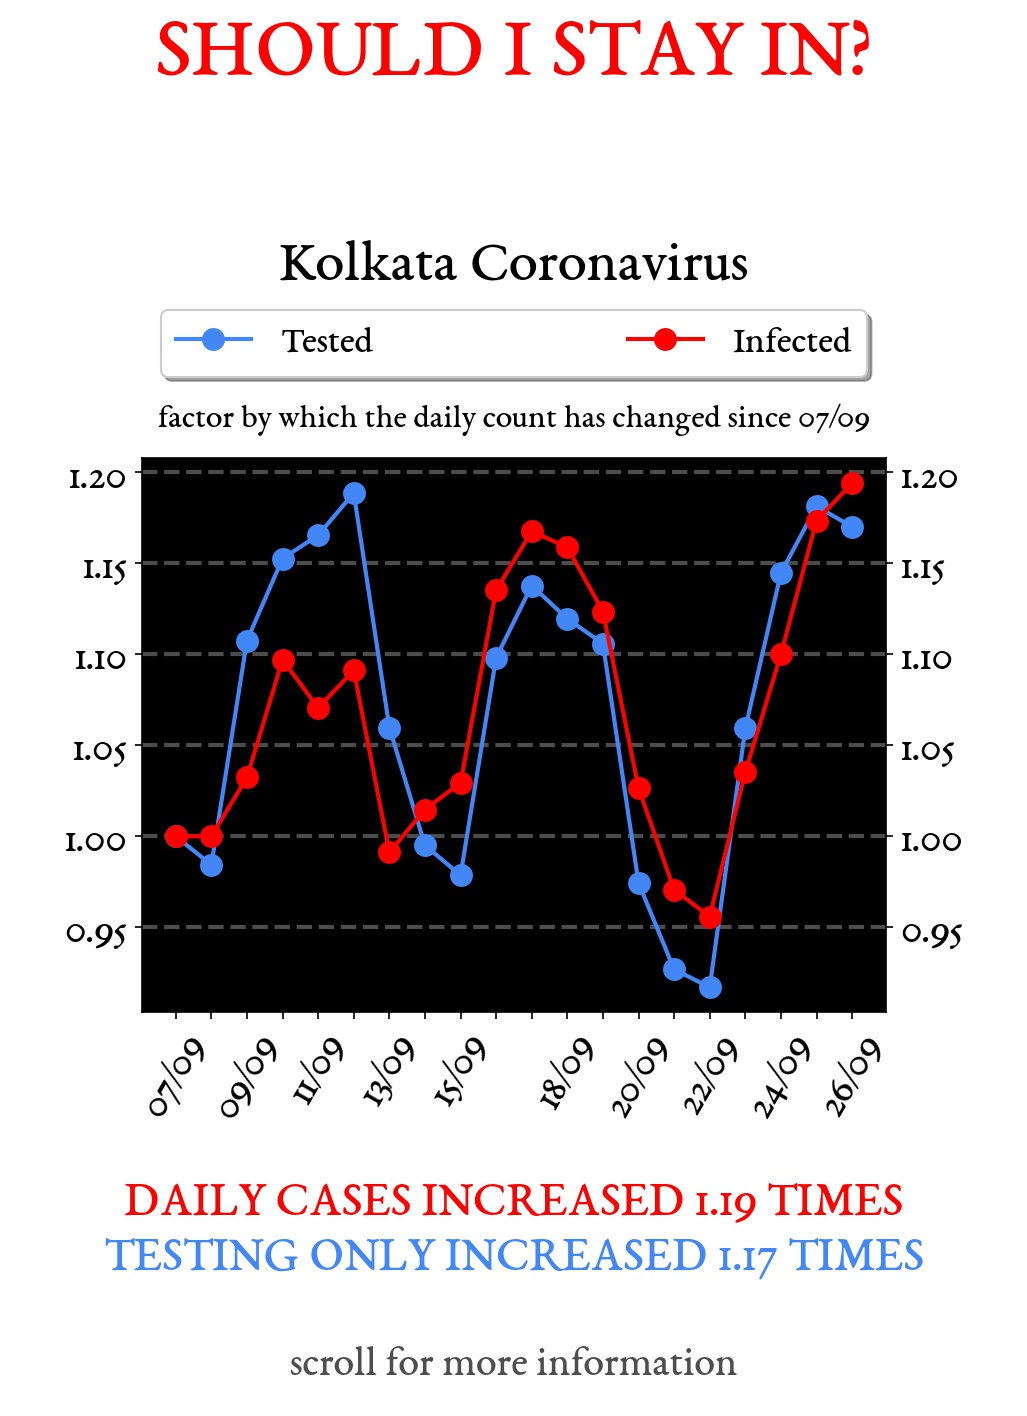 SHOULD I STAY IN?
Kolkata Coronavirus
Tested Infected
factor by which the daily count has changed since 07/09
1.20 1.20
1.15 1.15
1.10 1.10
1.05 1.05
1.00 1.00
0.95 0.95
07/09 09/09 11/09 13/09 15/09 18/09 20/09 22/09 24/09 26/09
DAILY CASES INCREASED 1.19 TIMES
TESTING ONLY INCREASED 1.17 TIMES
scroll for more information